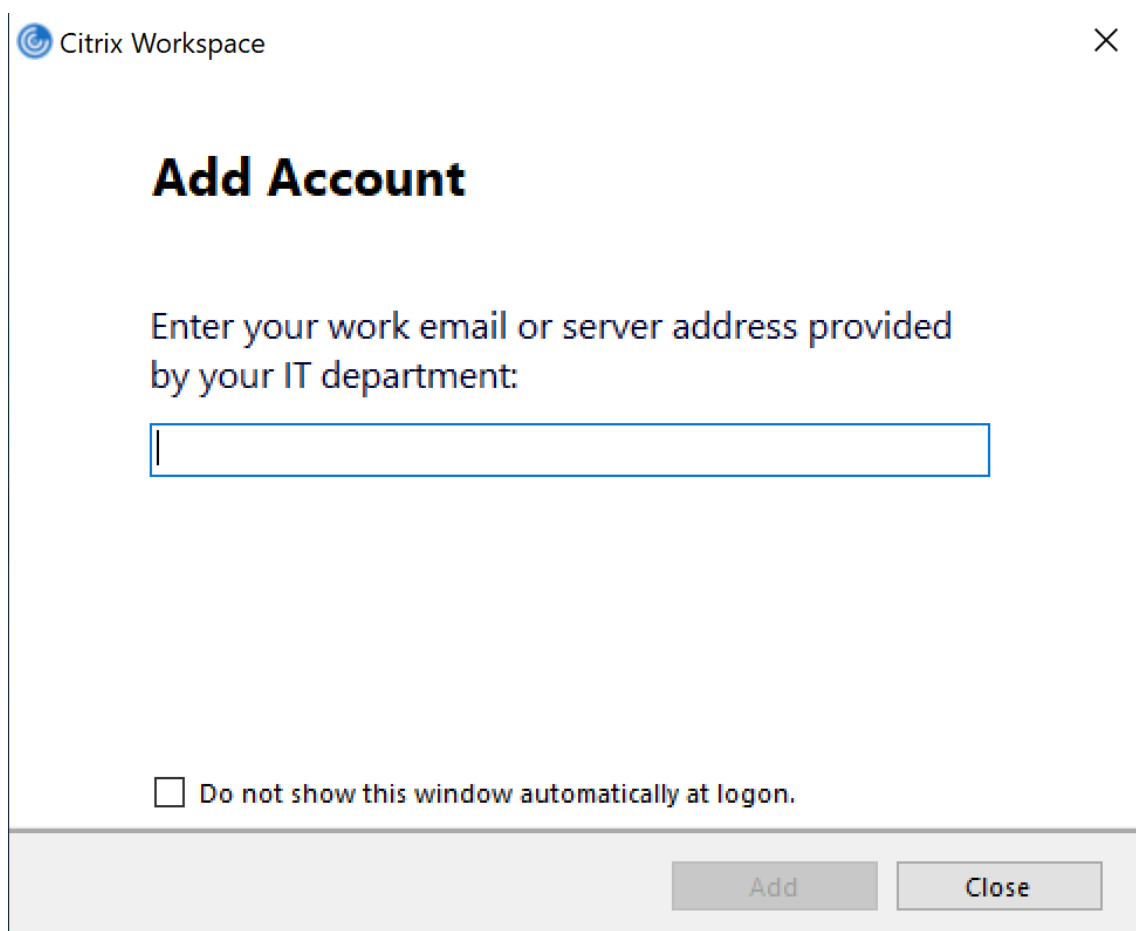 Citrix Workspace
Add Account
Enter your work email or server address provided
by your IT department:
Do not show this window automatically at logon.
Add
Close